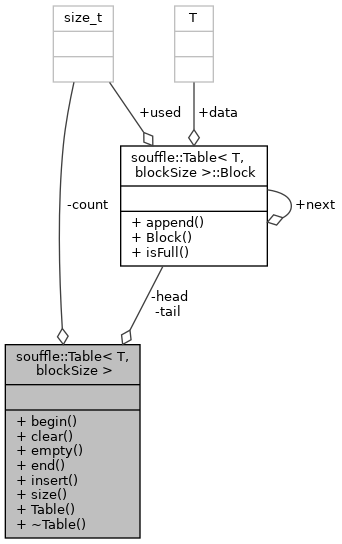 size_t
T
+used
+data
souffle::Table< T,
blockSize >::Block
+ append()
+ Block()
+ isFull()
+next
-count
-head
-tail
souffle::Table< T,
blockSize >
+ begin()
+ clear()
+ empty()
+ end()
+ insert()
+ size()
+ Table()
+ ~Table()